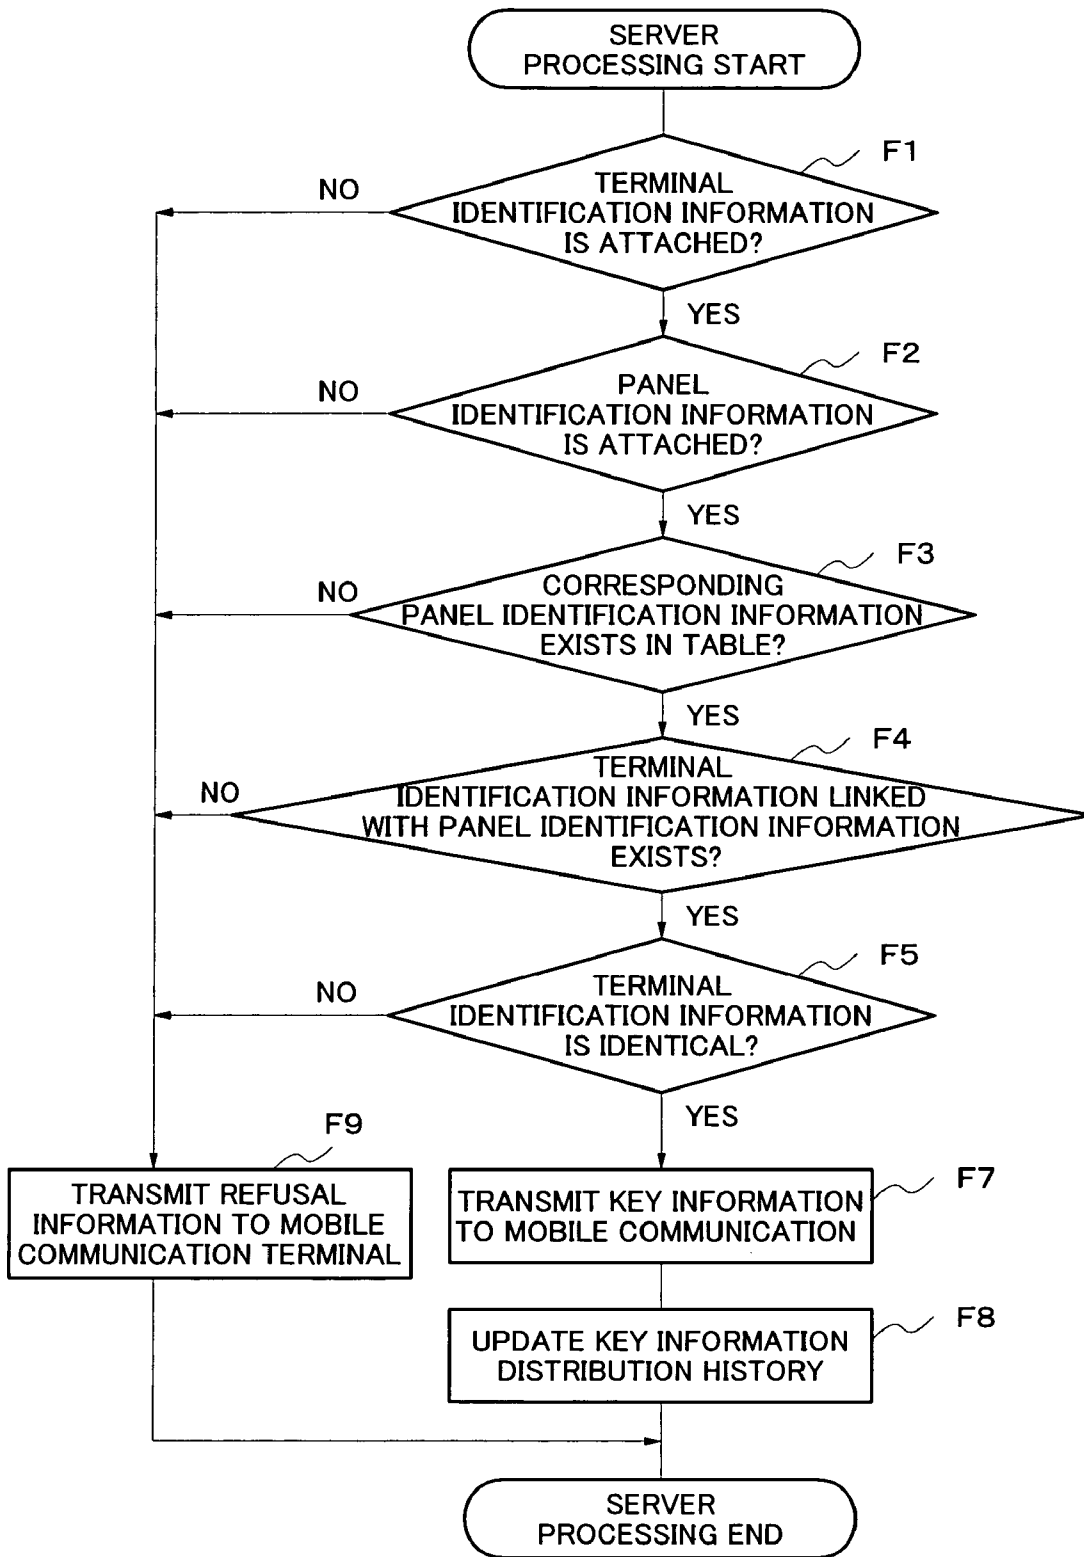 SERVER
PROCESSING START
F1
NO
TERMINAL
IDENTIFICATION INFORMATION
IS ATTACHED?
YES
F2
NO
PANEL
IDENTIFICATION INFORMATION
IS ATTACHED?
YES
F3
NO
CORRESPONDING
PANEL IDENTIFICATION INFORMATION
EXISTS IN TABLE?
YES
F4
NO
TERMINAL
IDENTIFICATION INFORMATION LINKED
WITH PANEL IDENTIFICATION INFORMATION
EXISTS?
YES
F5
NO
TERMINAL
IDENTIFICATION INFORMATION
IS IDENTICAL?
YES
F9
TRANSMIT REFUSAL
INFORMATION TO MOBILE
COMMUNICATION TERMINAL
F7
TRANSMIT KEY INFORMATION
TO MOBILE COMMUNICATION
F8
UPDATE KEY INFORMATION
DISTRIBUTION HISTORY
SERVER
PROCESSING END